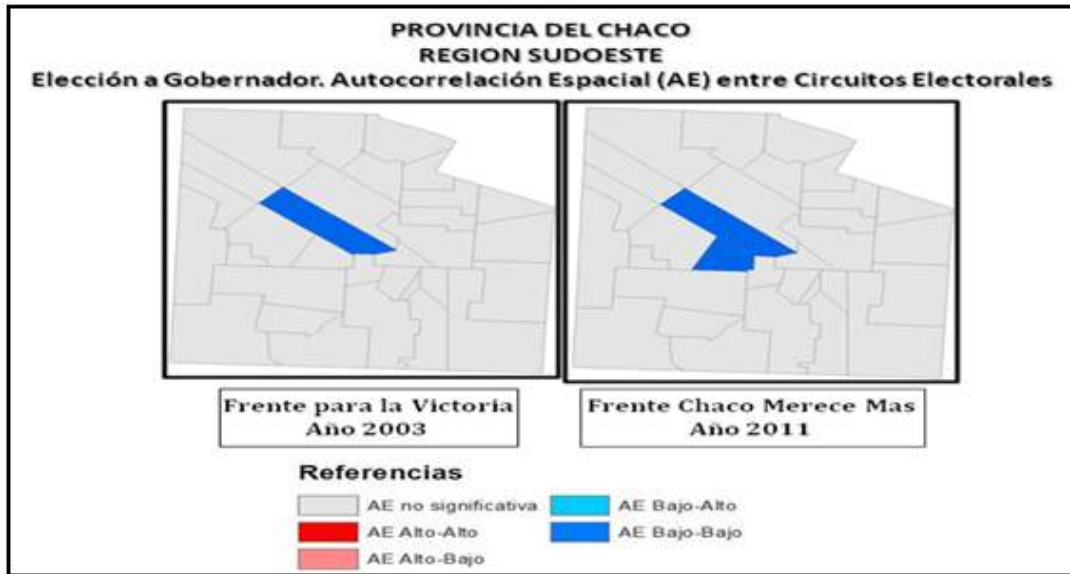 PROVINCIA DEL CHACO
REGION SUDOESTE
Elección a Gobernador. Autocorrelación Espacial (AE) entre Circuitos Electorales
Frente para la Victoria
Año 2003
Frente Chaco Merece Mas
Año 2011
Referencias
AE no significativa
AE Alto-Alto
AE Alto-Bajo
AE Bajo-Alto
AE Bajo-Bajo